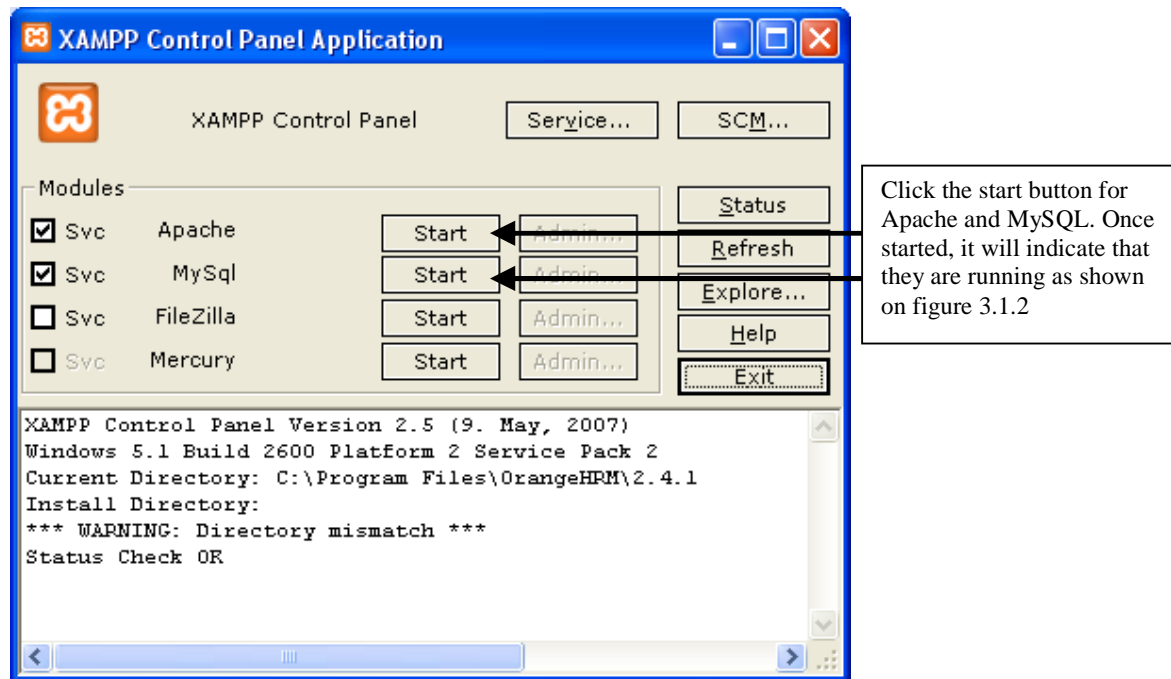 XAMPP Control Panel Application
XAMPP Control Panel
Service...
SCM...
Modules
Svc Apache Start Admin...
Svc MySql Start Admin...
Svc FileZilla Start Admin...
Svc Mercury Start Admin...
Status
Refresh
Explore...
Help
Exit
XAMPP Control Panel Version 2.5 (9. May, 2007)
Windows 5.1 Build 2600 Platform 2 Service Pack 2
Current Directory: C:\Program Files\OrangeHRM\2.4.1
Install Directory:
*** WARNING: Directory mismatch ***
Status Check OK
Click the start button for
Apache and MySQL. Once
started, it will indicate that
they are running as shown
on figure 3.1.2